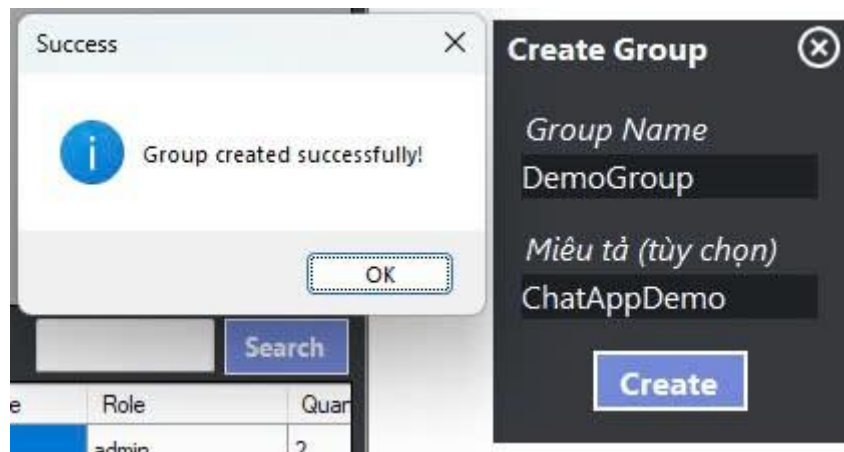 Success
Group created successfully!
OK
Create Group
Group Name
DemoGroup
Miêu tả (tùy chọn)
ChatAppDemo
Create
Search
Role
admin
2